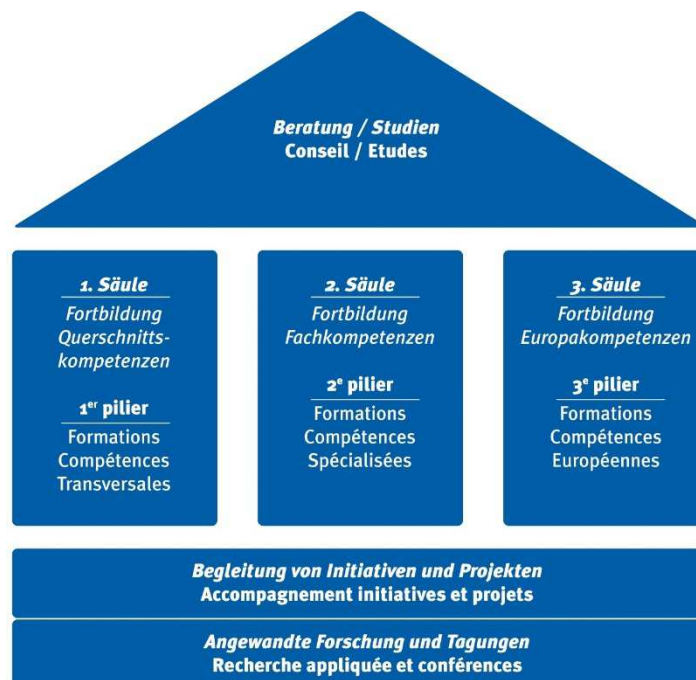 Beratung / Studien
Conseil / Etudes
1. Säule
Fortbildung
Querschnitts-
kompetenzen
1er pilier
Formations
Compétences
Transversales
2. Säule
Fortbildung
Fachkompetenzen
2e pilier
Formations
Compétences
Spécialisées
3. Säule
Fortbildung
Europakompetenzen
3e pilier
Formations
Compétences
Européennes
Begleitung von Initiativen und Projekten
Accompagnement initiatives et projets
Angewandte Forschung und Tagungen
Recherche appliquée et conférences